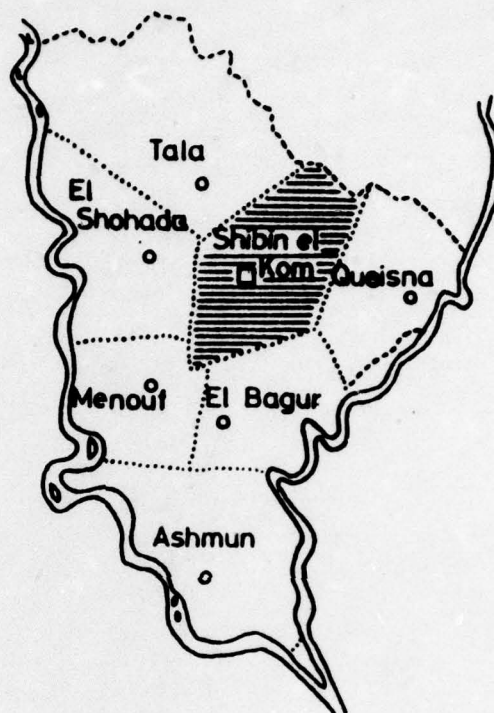 Tala
El
Shohada
Shibin el
Kom
Queisna
Menouf
El Bagur
Ashmun